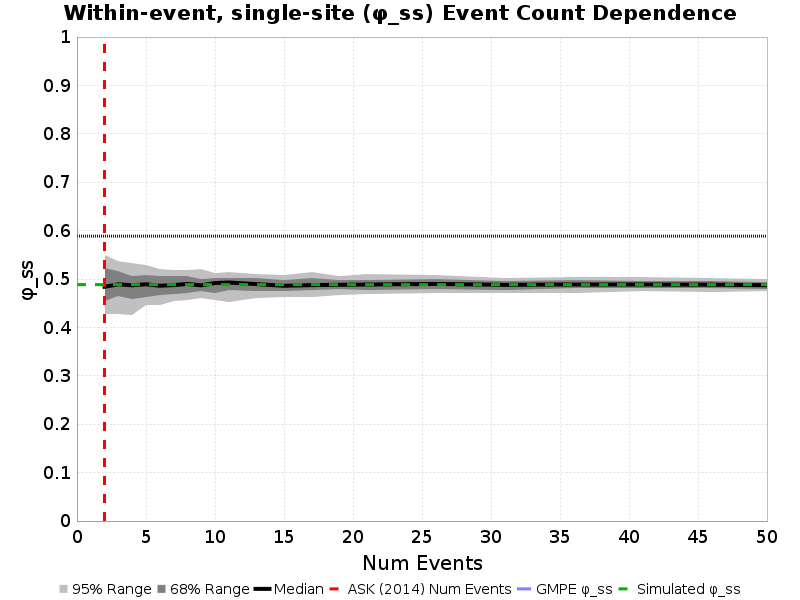 Within-event, single-site (φ_ss) Event Count Dependence
1
0.9
0.8
0.7
0.6
0.5
0.4
0.3
0.2
0.1
0
φ_ss
0 5 10 15 20 25 30 35 40 45 50
Num Events
95% Range 68% Range Median ASK (2014) Num Events GMPE φ_ss Simulated φ_ss